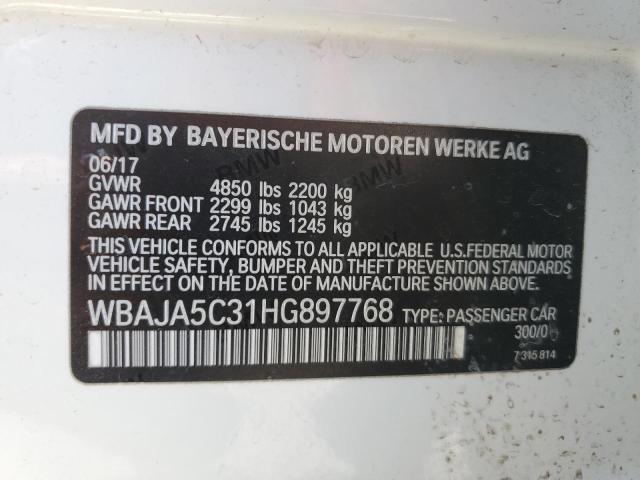 MFD BY BAYERISCHE MOTOREN WERKE AG
06/17
GVWR 4850 lbs 2200 kg
GAWR FRONT 2299 lbs 1043 kg
GAWR REAR 2745 lbs 1245 kg
THIS VEHICLE CONFORMS TO ALL APPLICABLE U.S.FEDERAL MOTOR
VEHICLE SAFETY, BUMPER AND THEFT PREVENTION STANDARDS
IN EFFECT ON THE DATE OF MANUFACTURE SHOWN ABOVE.
WBAJA5C31HG897768 TYPE: PASSENGER CAR
300/0
7 315 814